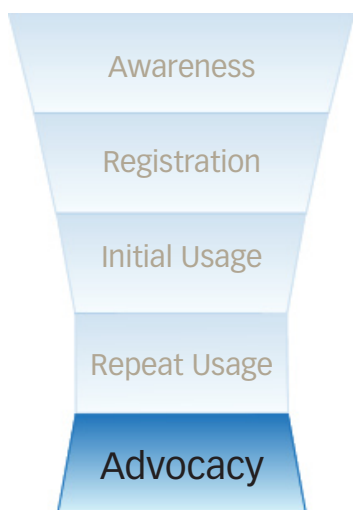 Awareness
Registration
Initial Usage
Repeat Usage
Advocacy